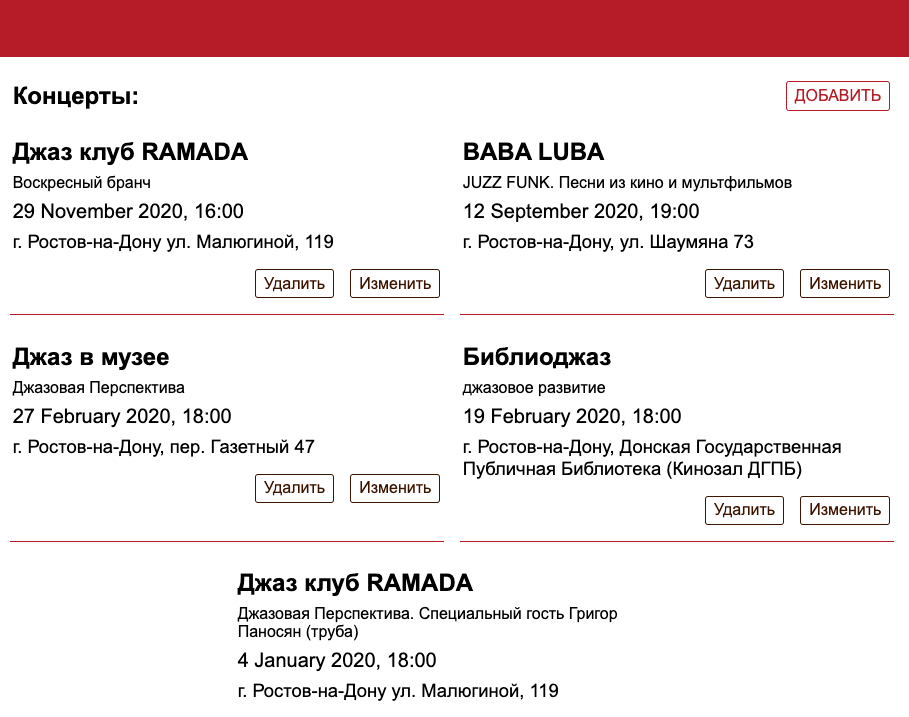 Концерты:
ДОБАВИТЬ
Джаз клуб RAMADA
Воскресный бранч
29 November 2020, 16:00
г. Ростов-на-Дону ул. Малюгиной, 119
Удалить
Изменить
BABA LUBA
JUZZ FUNK. Песни из кино и мультфильмов
12 September 2020, 19:00
г. Ростов-на-Дону, ул. Шаумяна 73
Удалить
Изменить
Джаз в музее
Джазовая Перспектива
27 February 2020, 18:00
г. Ростов-на-Дону, пер. Газетный 47
Удалить
Изменить
Библиоджаз
джазовое развитие
19 February 2020, 18:00
г. Ростов-на-Дону, Донская Государственная
Публичная Библиотека (Кинозал ДГПБ)
Удалить
Изменить
Джаз клуб RAMADA
Джазовая Перспектива. Специальный гость Григор
Паносян (труба)
4 January 2020, 18:00
г. Ростов-на-Дону ул. Малюгиной, 119